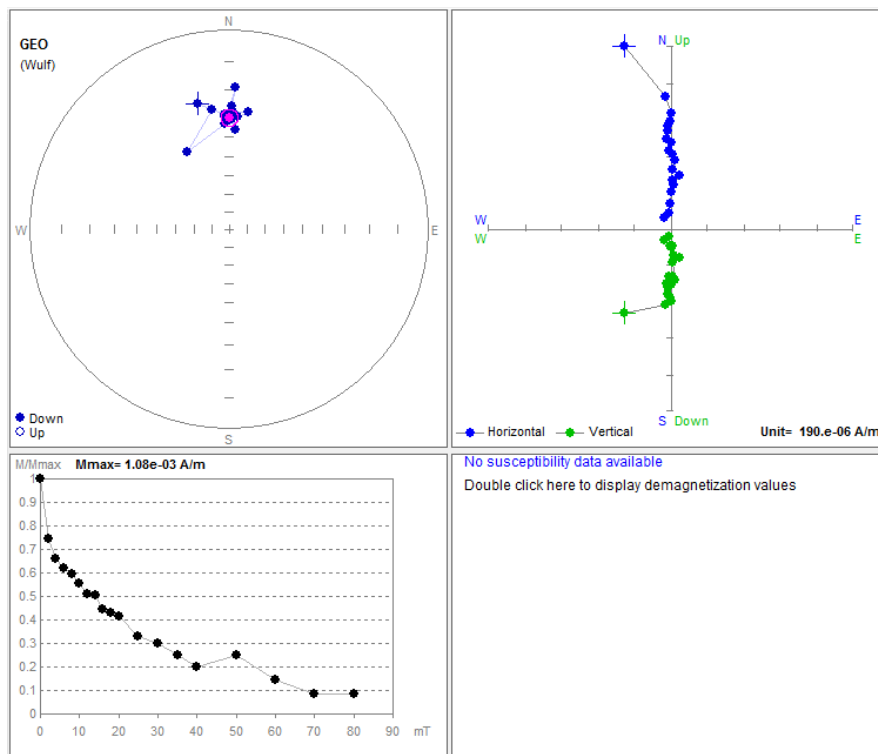 N
GEO
(Wulf)
W E
S
Down
Up
N Up
W E
W E
S Down
Horizontal Vertical Unit= 190.e-06 A/m
M/Mmax Mmax= 1.08e-03 A/m
1
0.9
0.8
0.7
0.6
0.5
0.4
0.3
0.2
0.1
0
0 10 20 30 40 50 60 70 80 90 mT
No susceptibility data available
Double click here to display demagnetization values